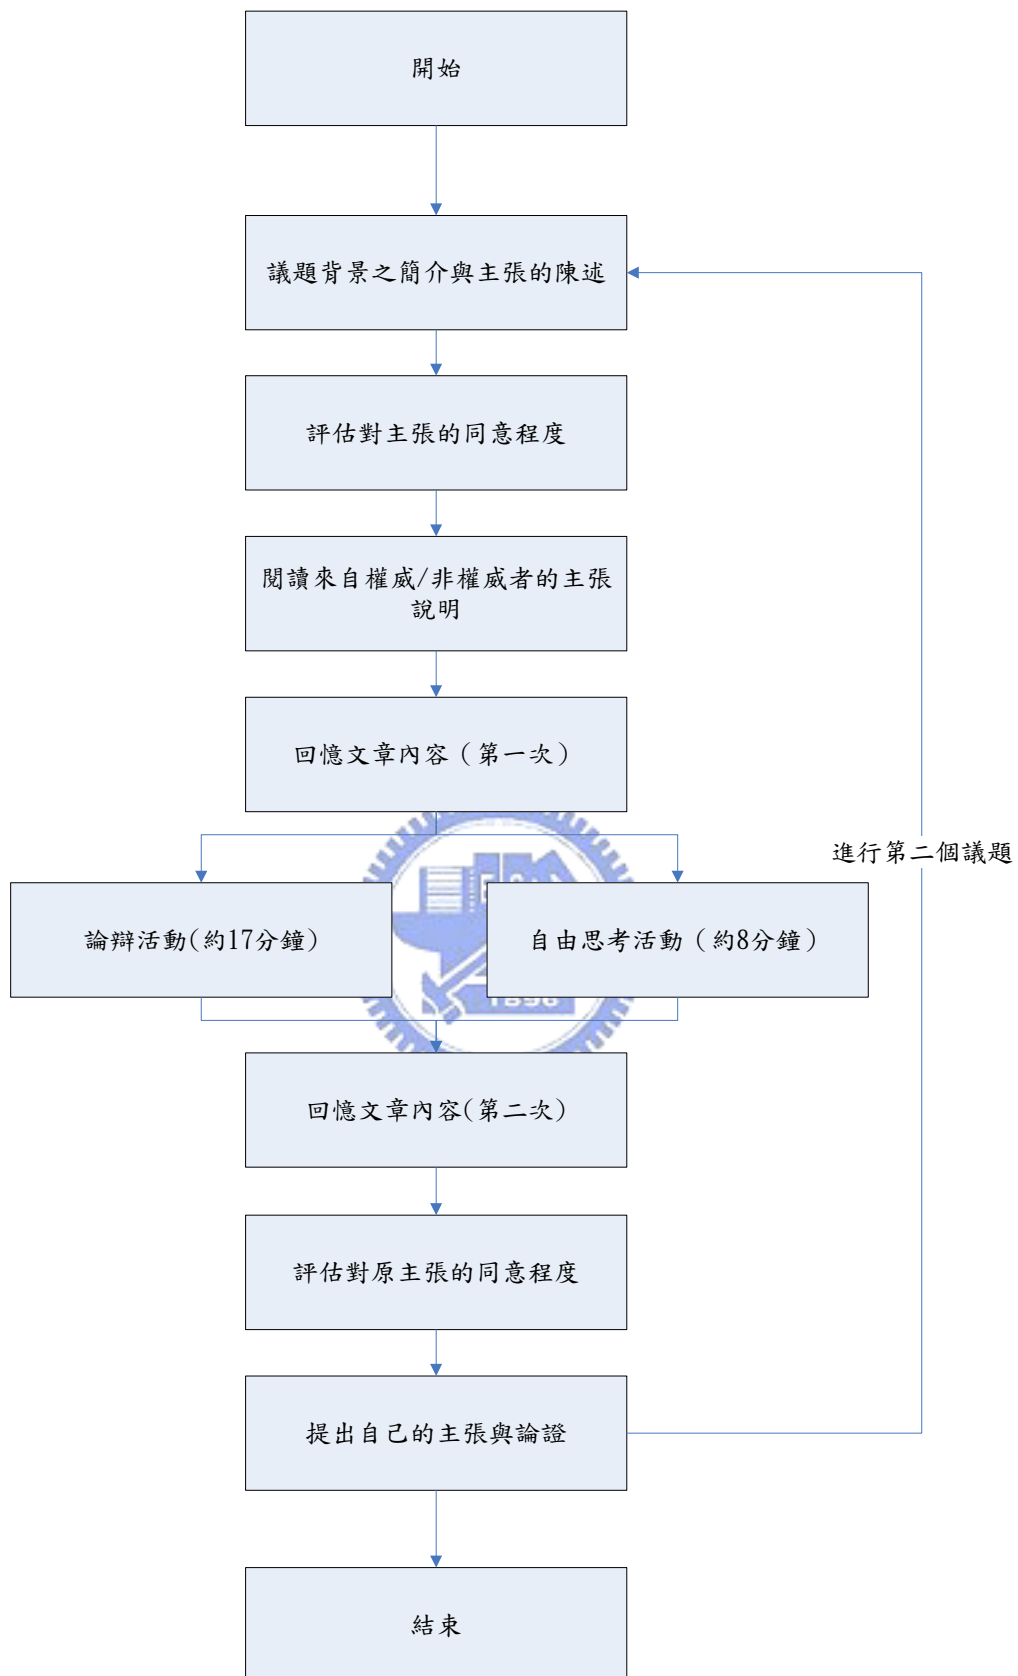 開始
議題背景之簡介與主張的陳述
評估對主張的同意程度
閱讀來自權威/非權威者的主張
說明
回憶文章內容（第一次）
進行第二個議題
論辯活動(約17分鐘)
自由思考活動（約8分鐘）
1896
回憶文章內容(第二次)
評估對原主張的同意程度
提出自己的主張與論證
結束